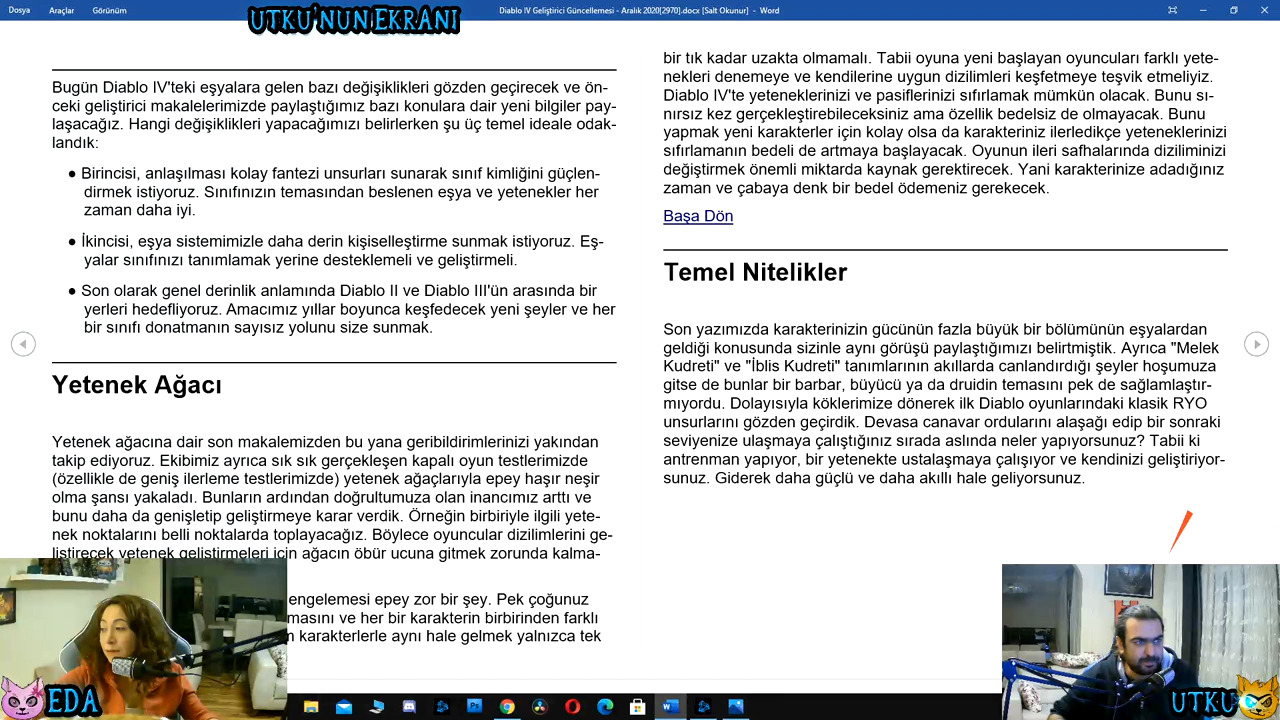 Dosya Araçlar Görünüm
UTKU'NUN EKRANI
Diablo IV Geliştirici Güncellemesi - Aralık 2020[2970].docx [Salt Okunur] - Word
Bugün Diablo IV'teki eşyalara gelen bazı değişiklikleri gözden geçirecek ve ön-
ceki geliştirici makalelerimizde paylaştığımız bazı konulara dair yeni bilgiler pay-
laşacağız. Hangi değişiklikleri yapacağımızı belirlerken şu üç temel ideale odak-
landık:
● Birincisi, anlaşılması kolay fantezi unsurları sunarak sınıf kimliğini güçlen-
dirmek istiyoruz. Sınıfınızın temasından beslenen eşya ve yetenekler her
zaman daha iyi.
● İkincisi, eşya sistemimizle daha derin kişiselleştirme sunmak istiyoruz. Eş-
yalar sınıfınızı tanımlamak yerine desteklemeli ve geliştirmeli.
● Son olarak genel derinlik anlamında Diablo II ve Diablo III'ün arasında bir
yerleri hedefliyoruz. Amacımız yıllar boyunca keşfedecek yeni şeyler ve her
bir sınıfı donatmanın sayısız yolunu size sunmak.
Yetenek Ağacı
Yetenek ağacına dair son makalemizden bu yana geribildirimlerinizi yakından
takip ediyoruz. Ekibimiz ayrıca sık sık gerçekleşen kapalı oyun testlerimizde
(özellikle de geniş ilerleme testlerimizde) yetenek ağaçlarıyla epey haşır neşir
olma şansı yakaladı. Bunların ardından doğrultumuza olan inancımız arttı ve
bunu daha da genişletip geliştirmeye karar verdik. Örneğin birbiriyle ilgili yete-
nek noktalarını belli noktalarda toplayacağız. Böylece oyuncular dizilimlerini ge-
liştirecek yetenek geliştirmeleri için ağacın öbür ucuna gitmek zorunda kalma-
engelemesi epey zor bir şey. Pek çoğunuz
masını ve her bir karakterin birbirinden farklı
karakterlerle aynı hale gelmek yalnızca tek
bir tık kadar uzakta olmamalı. Tabii oyuna yeni başlayan oyuncuları farklı yete-
nekleri denemeye ve kendilerine uygun dizilimleri keşfetmeye teşvik etmeliyiz.
Diablo IV'te yeteneklerinizi ve pasiflerinizi sıfırlamak mümkün olacak. Bunu sı-
nırsız kez gerçekleştirebileceksiniz ama özellik bedelsiz de olmayacak. Bunu
yapmak yeni karakterler için kolay olsa da karakteriniz ilerledikçe yeteneklerinizi
sıfırlamanın bedeli de artmaya başlayacak. Oyunun ileri safhalarında diziliminizi
değiştirmek önemli miktarda kaynak gerektirecek. Yani karakterinize adadığınız
zaman ve çabaya denk bir bedel ödemeniz gerekecek.
Başa Dön
Temel Nitelikler
Son yazımızda karakterinizin gücünün fazla büyük bir bölümünün eşyalardan
geldiği konusunda sizinle aynı görüşü paylaştığımızı belirtmiştik. Ayrıca "Melek
Kudreti" ve "İblis Kudreti" tanımlarının akıllarda canlandırdığı şeyler hoşumuza
gitse de bunlar bir barbar, büyücü ya da druidin temasını pek de sağlamlaştır-
mıyordu. Dolayısıyla köklerimize dönerek ilk Diablo oyunlarındaki klasik RYO
unsurlarını gözden geçirdik. Devasa canavar ordularını alaşağı edip bir sonraki
seviyenize ulaşmaya çalıştığınız sırada aslında neler yapıyorsunuz? Tabii ki
antrenman yapıyor, bir yetenekte ustalaşmaya çalışıyor ve kendinizi geliştiriyor-
sunuz. Giderek daha güçlü ve daha akıllı hale geliyorsunuz.
EDA
UTKU